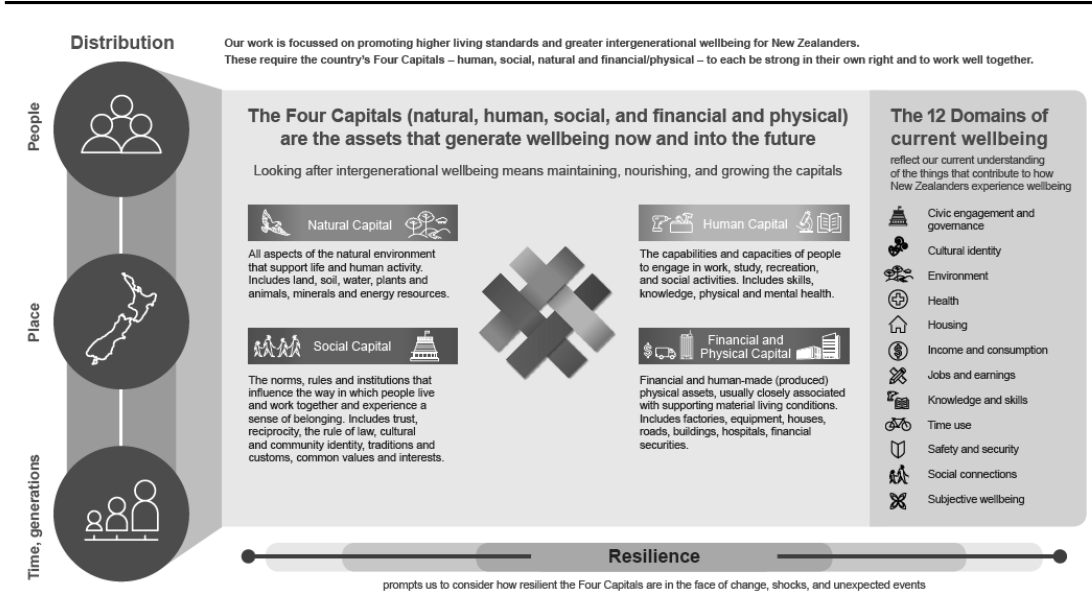 Distribution
Our work is focussed on promoting higher living standards and greater intergenerational wellbeing for New Zealanders.
These require the country's Four Capitals – human, social, natural and financial/physical – to each be strong in their own right and to work well together.
People
Place
Time, generations
The Four Capitals (natural, human, social, and financial and physical)
are the assets that generate wellbeing now and into the future
Looking after intergenerational wellbeing means maintaining, nourishing, and growing the capitals
Natural Capital
All aspects of the natural environment
that support life and human activity.
Includes land, soil, water, plants and
animals, minerals and energy resources.
Human Capital
The capabilities and capacities of people
to engage in work, study, recreation,
and social activities. Includes skills,
knowledge, physical and mental health.
Social Capital
The norms, rules and institutions that
influence the way in which people live
and work together and experience a
sense of belonging. Includes trust,
reciprocity, the rule of law, cultural
and community identity, traditions and
customs, common values and interests.
Financial and
Physical Capital
Financial and human-made (produced)
physical assets, usually closely associated
with supporting material living conditions.
Includes factories, equipment, houses,
roads, buildings, hospitals, financial
securities.
The 12 Domains of
current wellbeing
reflect our current understanding
of the things that contribute to how
New Zealanders experience wellbeing
Civic engagement and
governance
Cultural identity
Environment
Health
Housing
Income and consumption
Jobs and earnings
Knowledge and skills
Time use
Safety and security
Social connections
Subjective wellbeing
Resilience
prompts us to consider how resilient the Four Capitals are in the face of change, shocks, and unexpected events